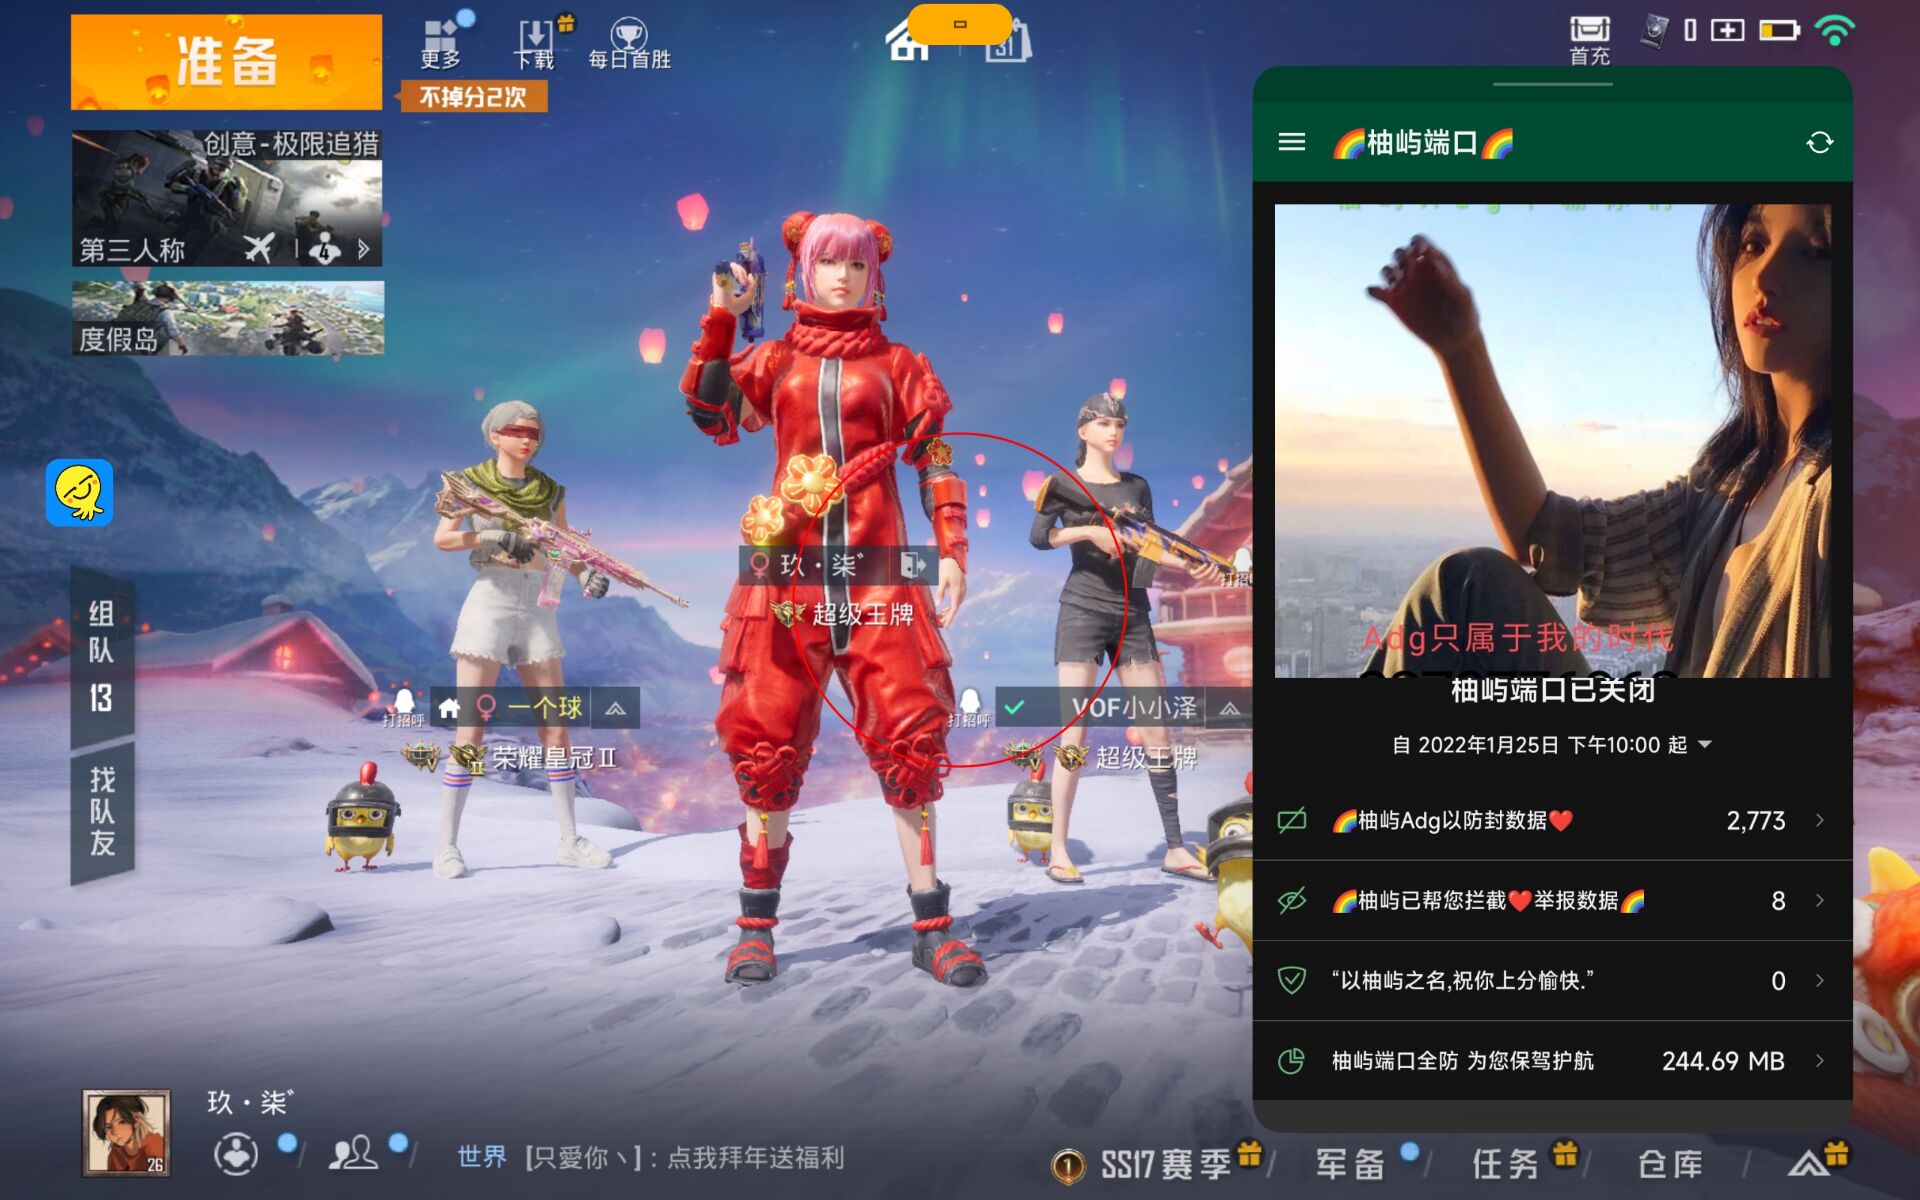 准备
更多
下载
每日首胜
31
首充
不掉分2次
创意-极限追猎
第三人称
4
度假岛
组队
13
找队友
玖·柒゛
超级王牌
打招呼
一个球
荣耀皇冠Ⅱ
打招呼
VOF小小泽
超级王牌
打招
玖·柒゛
26
世界 [只愛你丶]:点我拜年送福利
1
SS17赛季
军备
任务
仓库
🌈柚屿端口🌈
Adg只属于我的时代
柚屿端口已关闭
自 2022年1月25日 下午10:00 起
🌈柚屿Adg以防封数据❤️ 2,773
🌈柚屿已帮您拦截❤️举报数据🌈 8
“以柚屿之名,祝你上分愉快.” 0
柚屿端口全防 为您保驾护航 244.69 MB